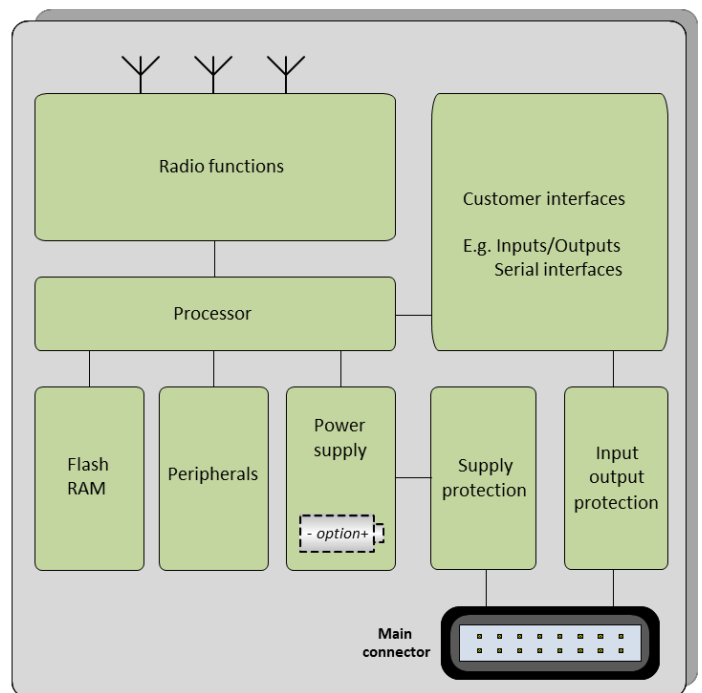 Radio functions
Customer interfaces
E.g. Inputs/Outputs
Serial interfaces
Processor
Flash
RAM
Peripherals
Power
supply
- option+
Supply
protection
Input
output
protection
Main
connector